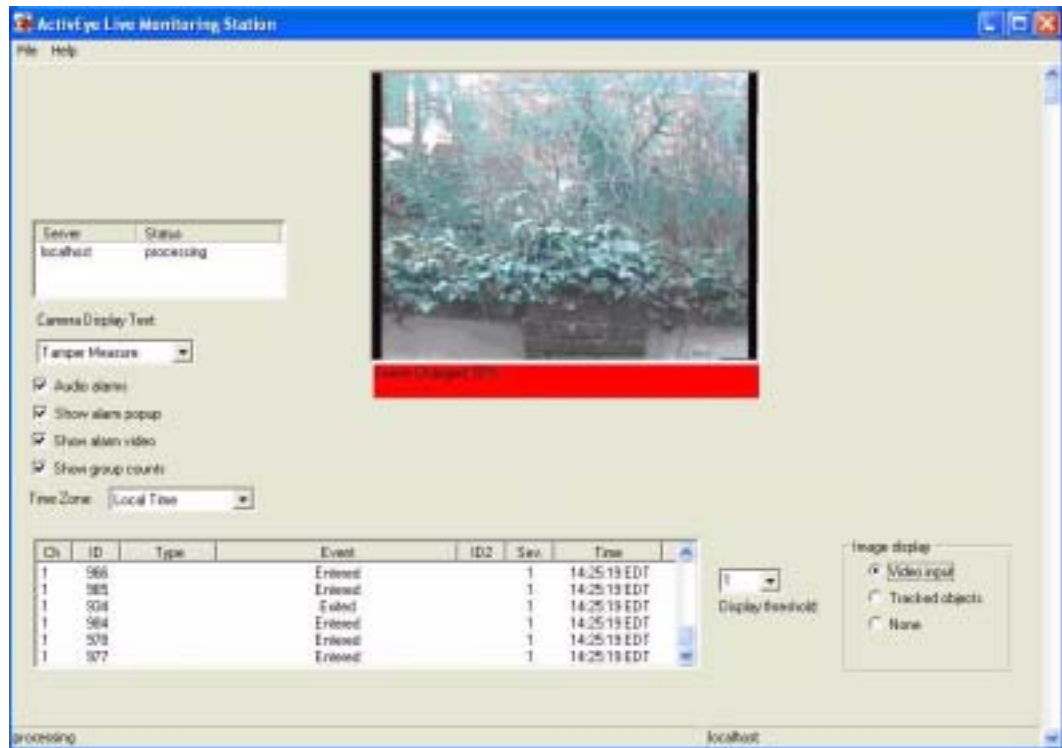 ActivEye Live Monitoring Station
File Help
Server Status
localhost processing
Camera Display Text
Tamper Measure
Audio alarms
Show alarm popup
Show alarm video
Show group counts
Time Zone: Local Time
Ch ID Type Event ID2 Sev. Time
1 966 Entered 1 14:25:19 EDT
1 985 Entered 1 14:25:19 EDT
1 934 Exited 1 14:25:19 EDT
1 984 Entered 1 14:25:19 EDT
1 978 Entered 1 14:25:19 EDT
1 977 Entered 1 14:25:19 EDT
1
Display threshold
Image display
Video input
Tracked objects
None
processing localhost